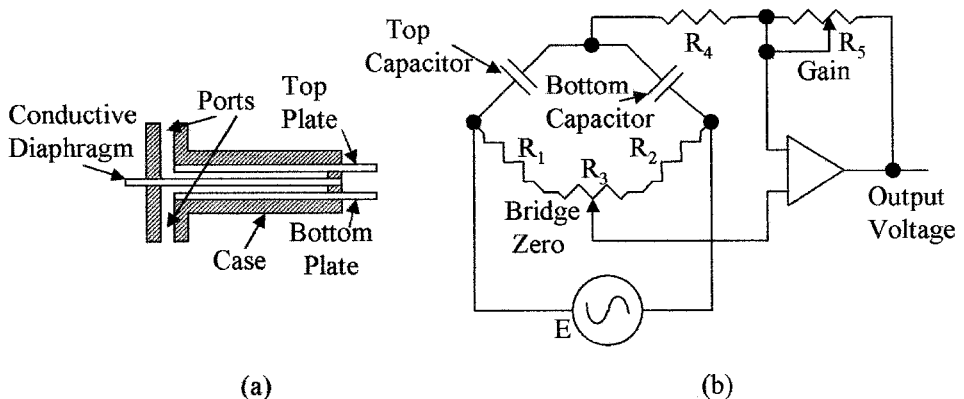 Conductive
Diaphragm
Ports
Top
Plate
Case
Bottom
Plate
(a)
Top
Capacitor
Bottom
Capacitor
R4
R5
Gain
R1
R2
R3
Bridge
Zero
E
Output
Voltage
(b)